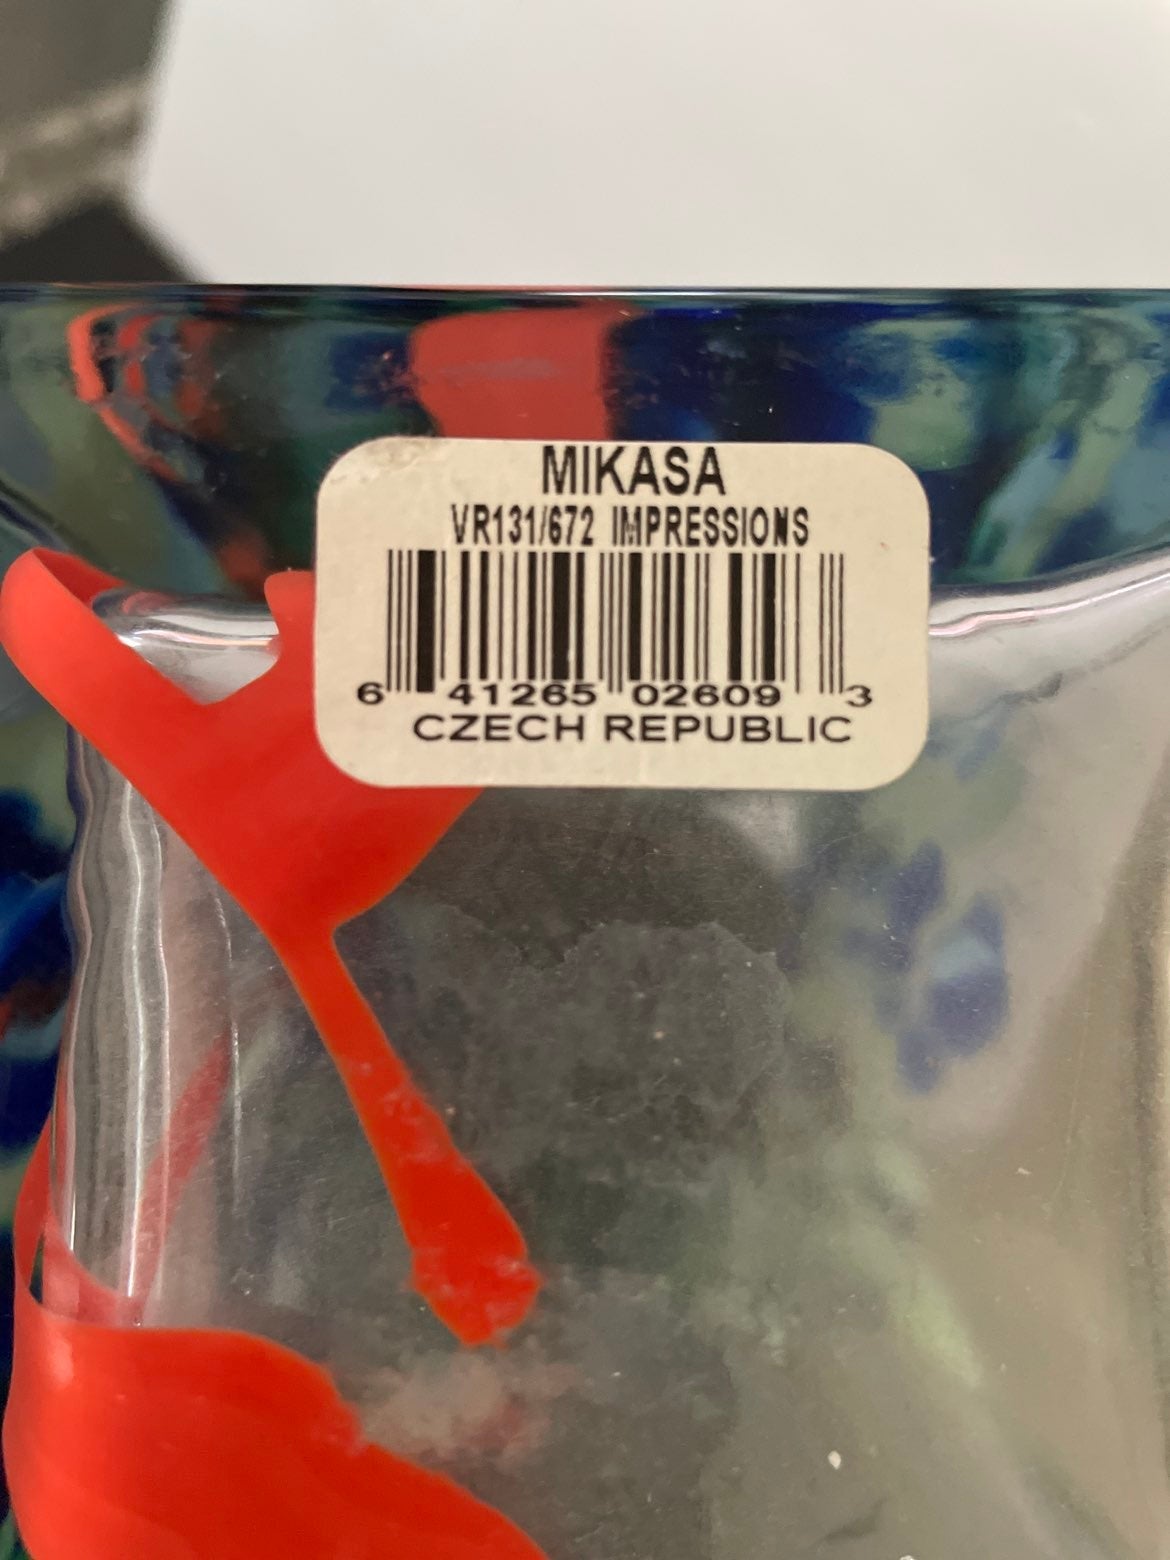 MIKASA
VR131/672 IMPRESSIONS
6 41265 02609 3
CZECH REPUBLIC